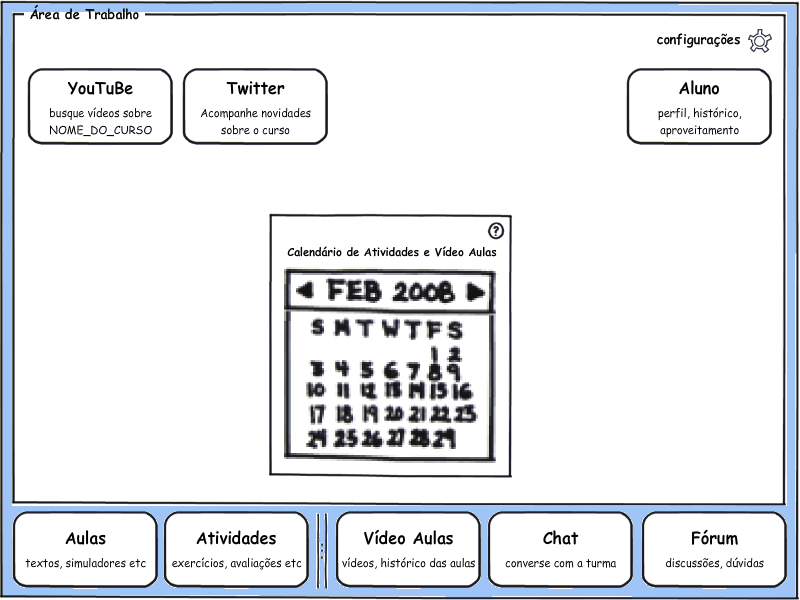 Área de Trabalho
configurações
YouTuBe
busque vídeos sobre
NOME_DO_CURSO
Twitter
Acompanhe novidades
sobre o curso
Aluno
perfil, histórico,
aproveitamento
?
Calendário de Atividades e Vídeo Aulas
FEB 2008
S M T W T F S
1 2
3 4 5 6 7 8 9
10 11 12 13 14 15 16
17 18 19 20 21 22 23
24 25 26 27 28 29
Aulas
textos, simuladores etc
Atividades
exercícios, avaliações etc
Vídeo Aulas
vídeos, histórico das aulas
Chat
converse com a turma
Fórum
discussões, dúvidas